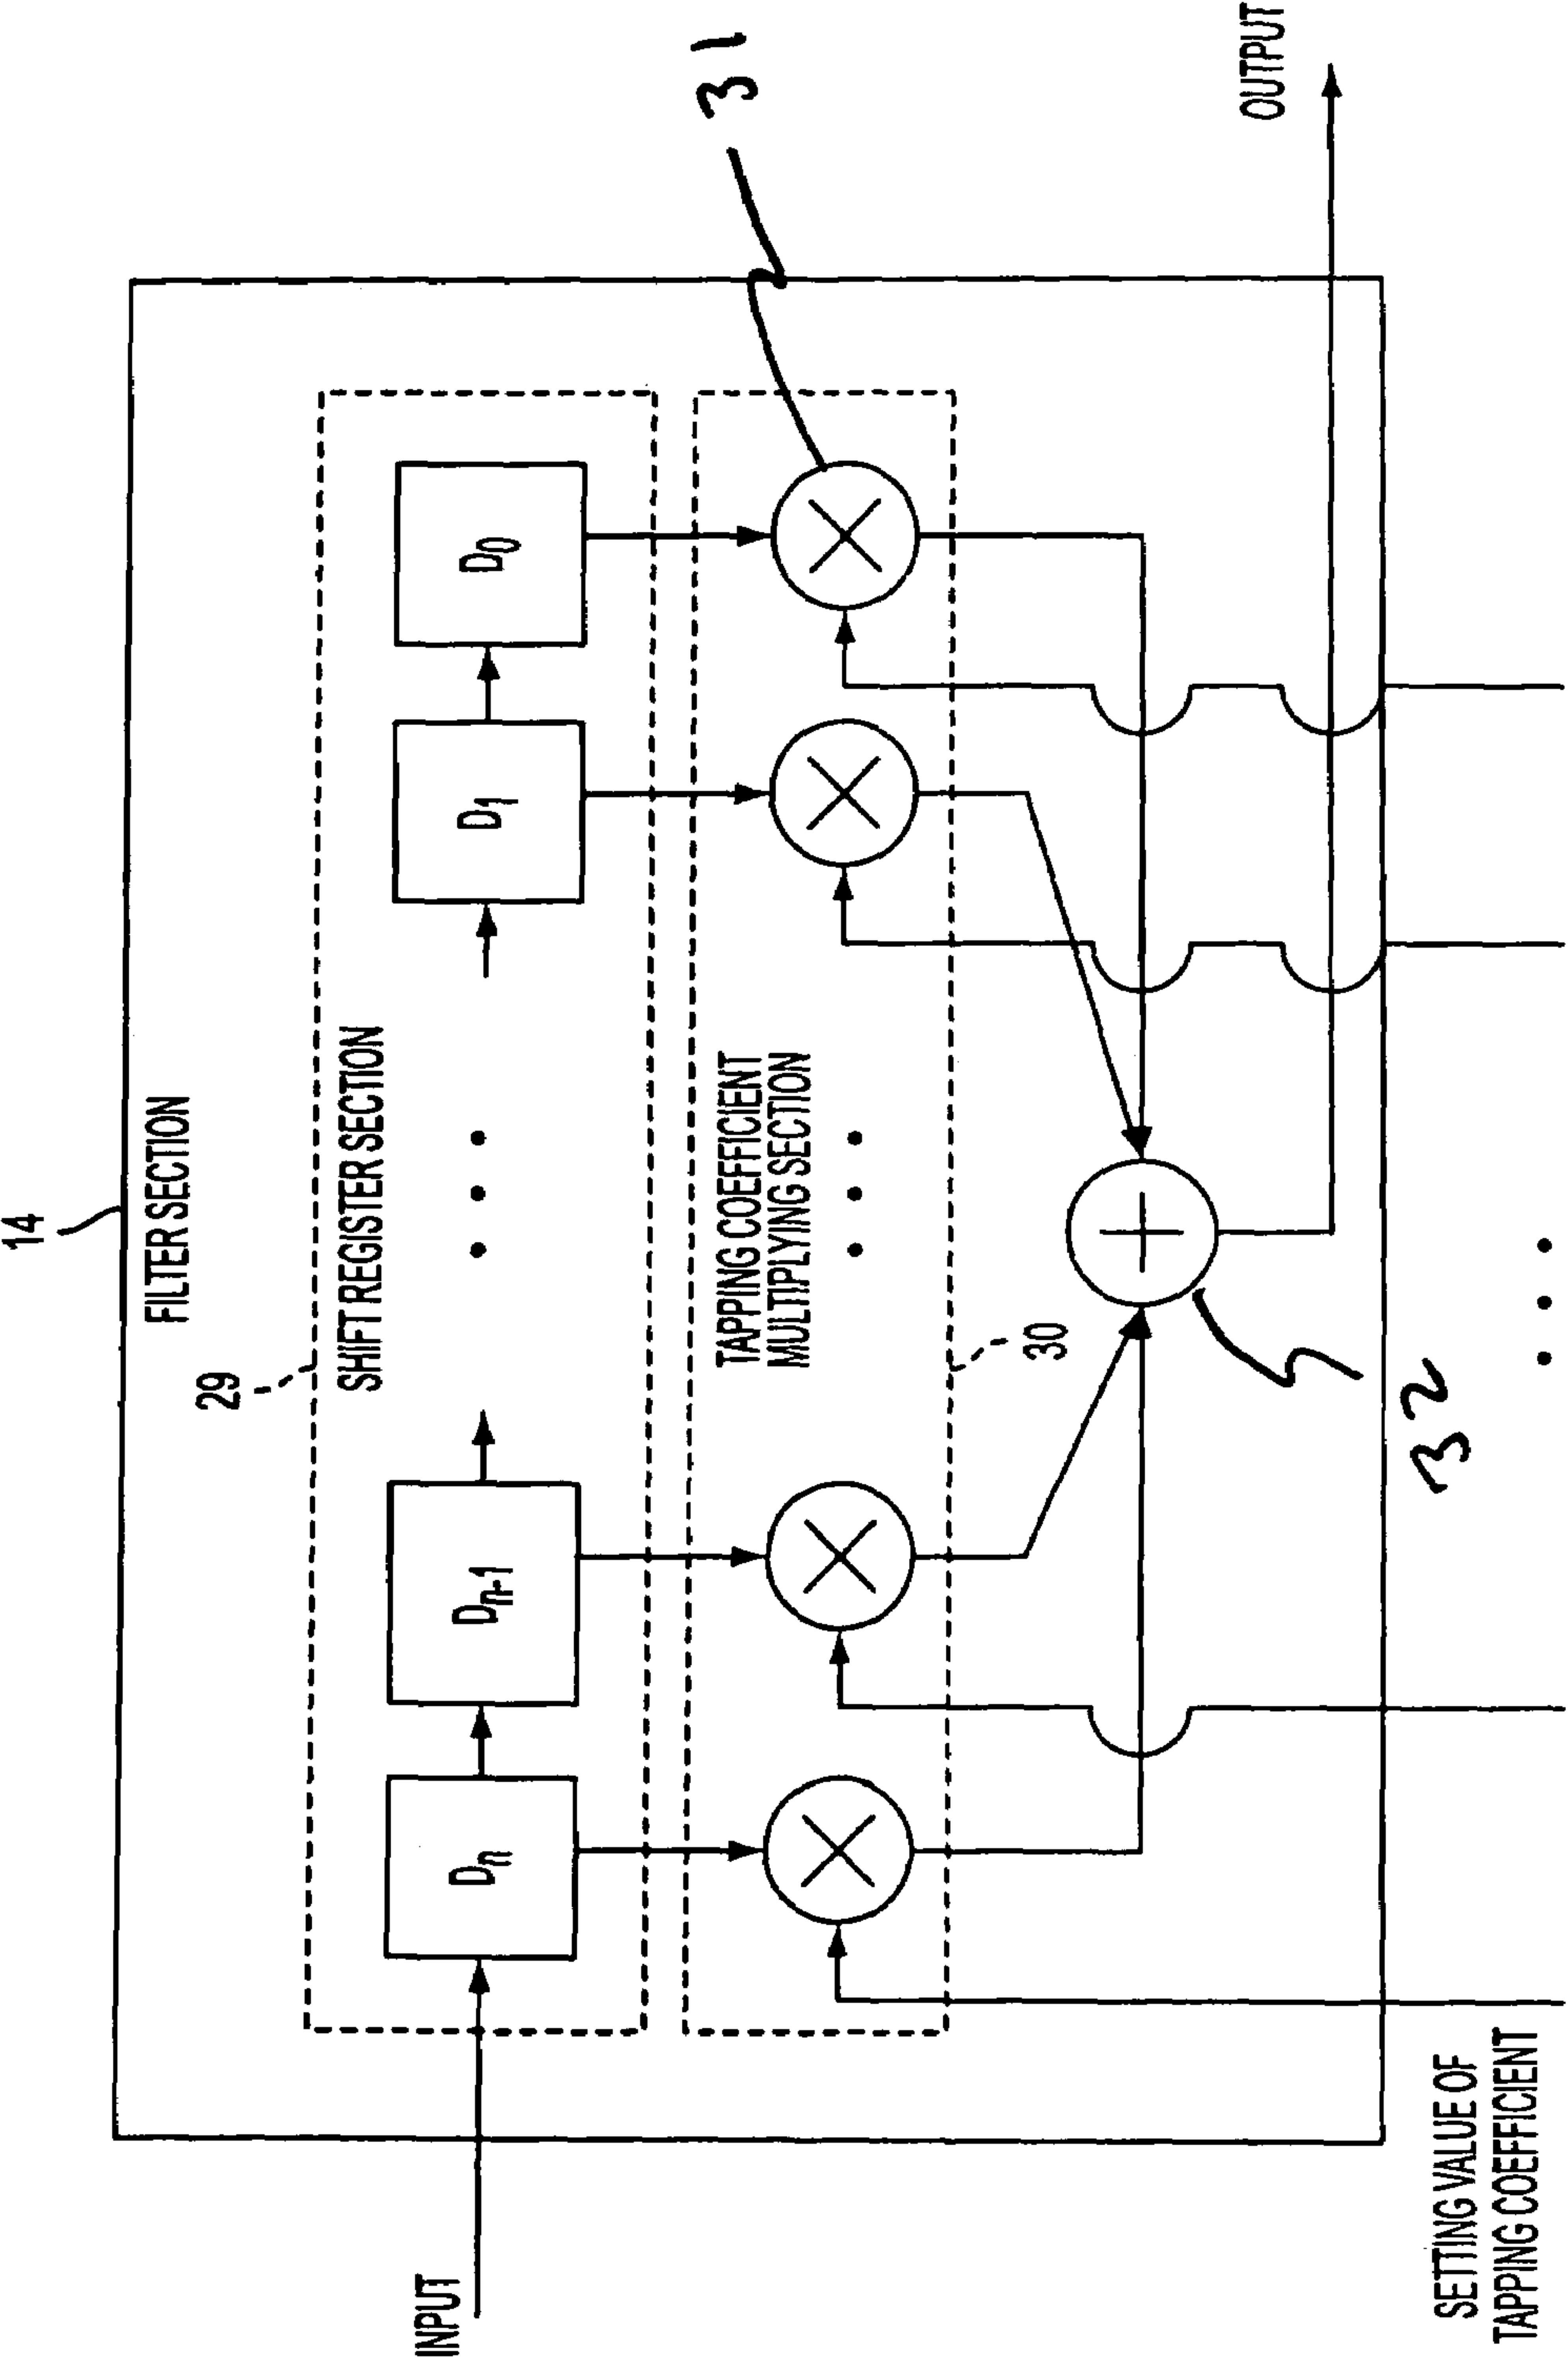 14
FILTER SECTION
29
SHIFT REGISTER SECTION
INPUT
Dn
Dn-1
D1
D0
31
TAPPING COEFFICIENT
MULTIPLYING SECTION
30
32
OUTPUT
SETTING VALUE OF
TAPPING COEFFICIENT